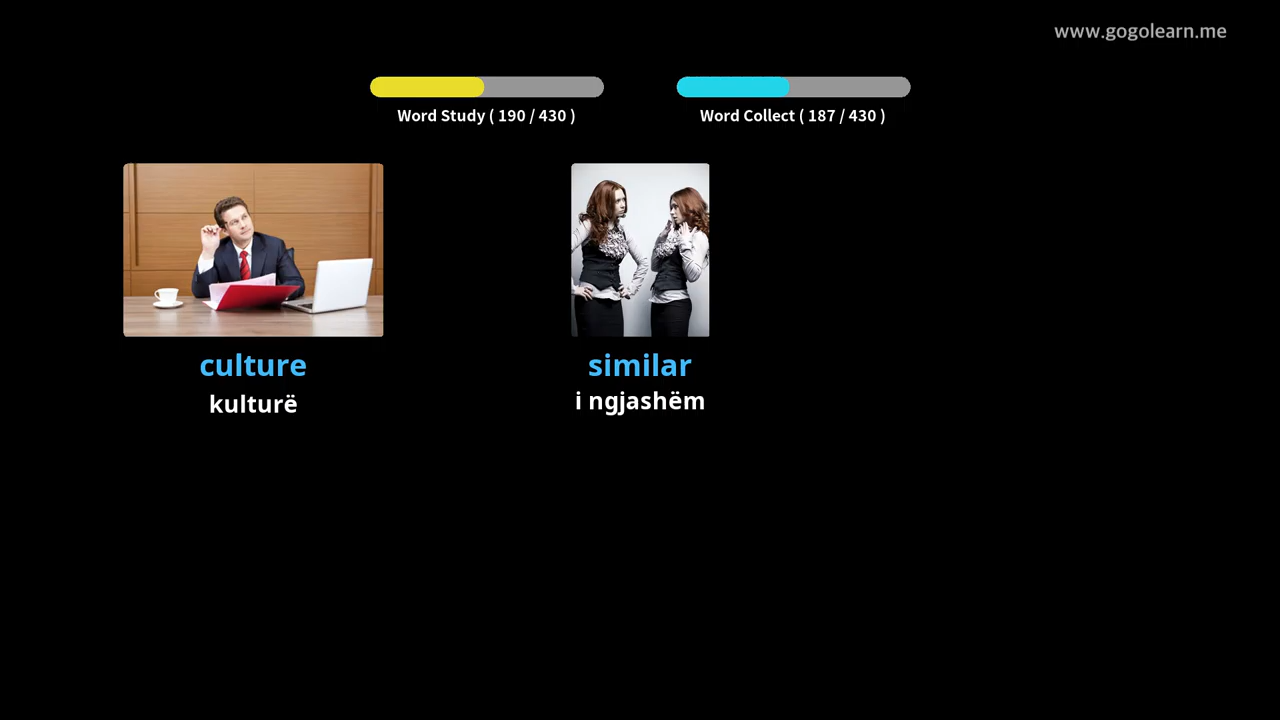 www.gogolearn.me
Word Study ( 190 / 430 )
Word Collect ( 187 / 430 )
culture
kulturë
similar
i ngjashëm